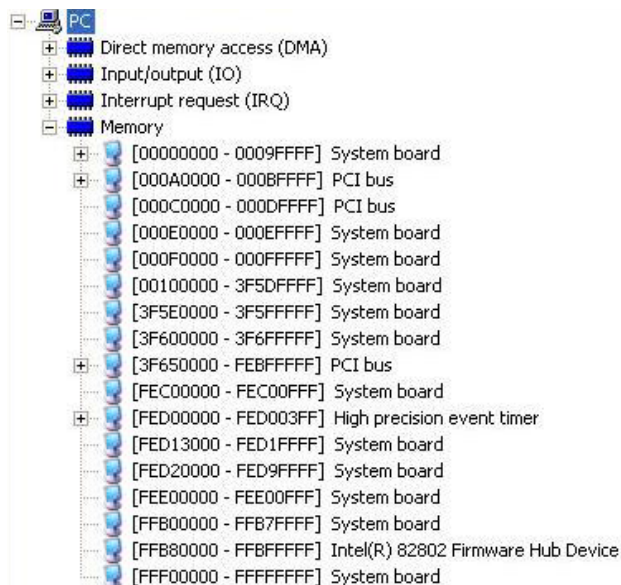 PC
Direct memory access (DMA)
Input/output (IO)
Interrupt request (IRQ)
Memory
[00000000 - 0009FFFF] System board
[000A0000 - 000BFFFF] PCI bus
[000C0000 - 000DFFFF] PCI bus
[000E0000 - 000EFFFF] System board
[000F0000 - 000FFFFF] System board
[00100000 - 3F5DFFFF] System board
[3F5E0000 - 3F5FFFFF] System board
[3F600000 - 3F6FFFFF] System board
[3F650000 - FEBFFFFF] PCI bus
[FEC00000 - FEC00FFF] System board
[FED00000 - FED003FF] High precision event timer
[FED13000 - FED1FFFF] System board
[FED20000 - FED9FFFF] System board
[FEE00000 - FEE00FFF] System board
[FFB00000 - FFB7FFFF] System board
[FFB80000 - FFBFFFFF] Intel(R) 82802 Firmware Hub Device
[FFF00000 - FFFFFFFF] System board